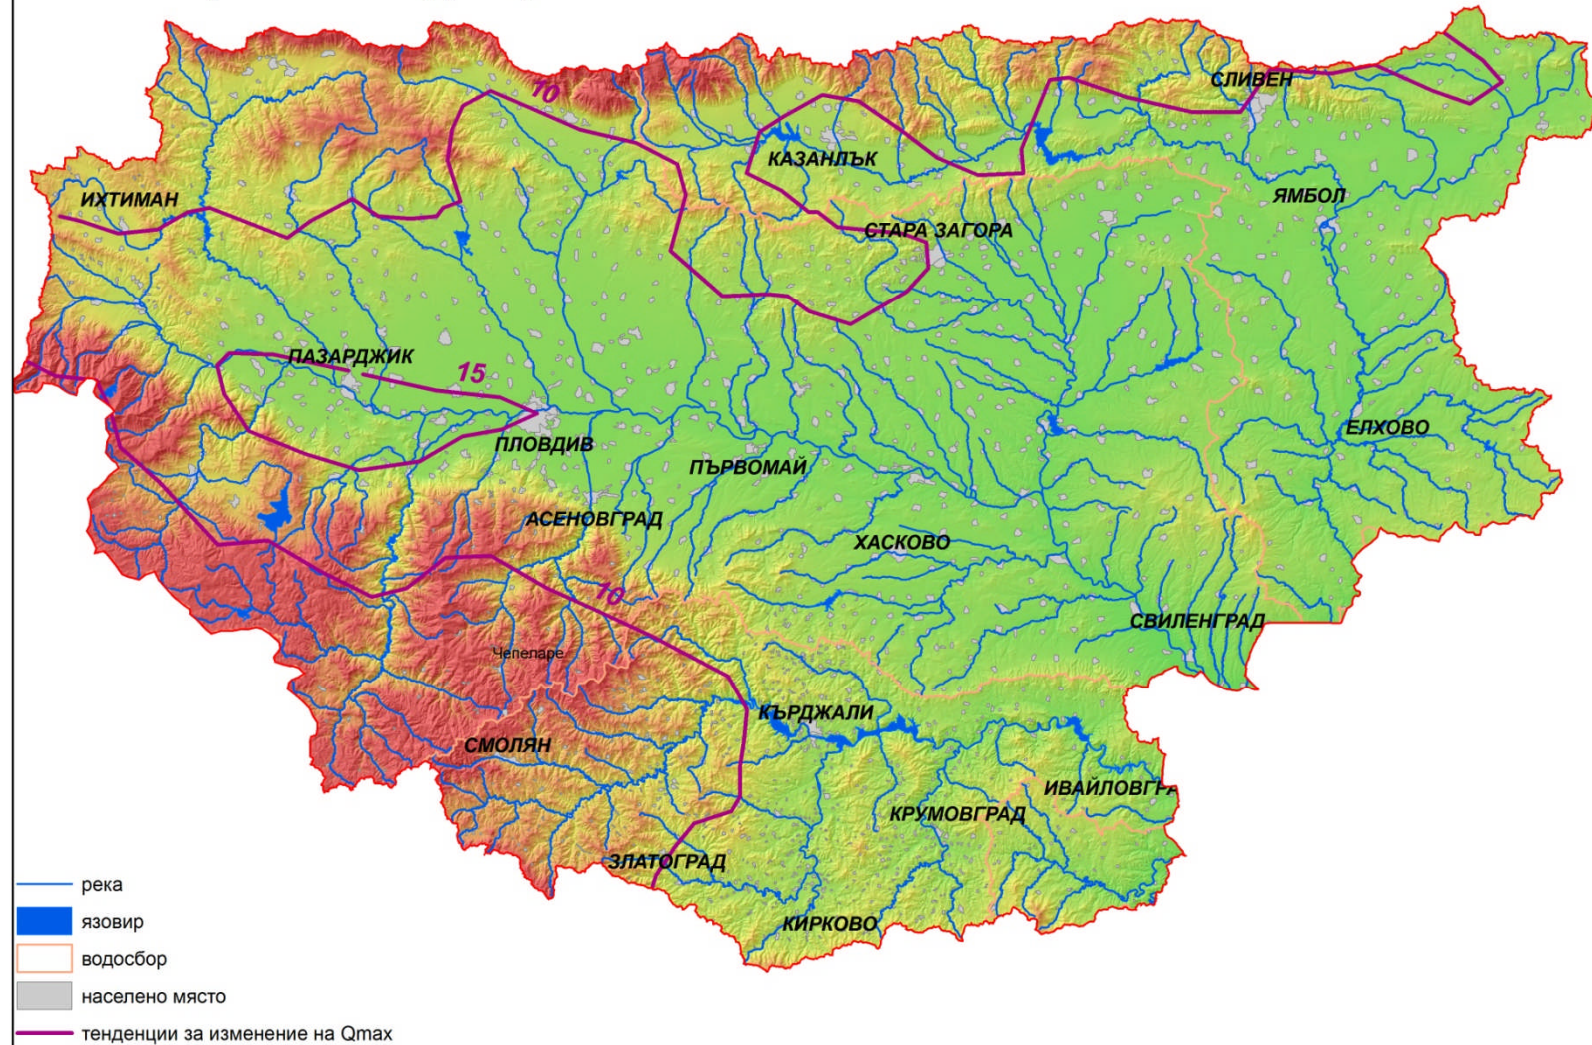 10
СЛИВЕН
КАЗАНЛЪК
ИХТИМАН
ЯМБОЛ
СТАРА ЗАГОРА
ПАЗАРДЖИК
15
ПЛОВДИВ
ЕЛХОВО
ПЪРВОМАЙ
АСЕНОВГРАД
ХАСКОВО
10
СВИЛЕНГРАД
Чепеларе
КЪРДЖАЛИ
СМОЛЯН
ИВАЙЛОВГРА
КРУМОВГРАД
ЗЛАТОГРАД
КИРКОВО
река
язовир
водосбор
населено място
тенденции за изменение на Qmax